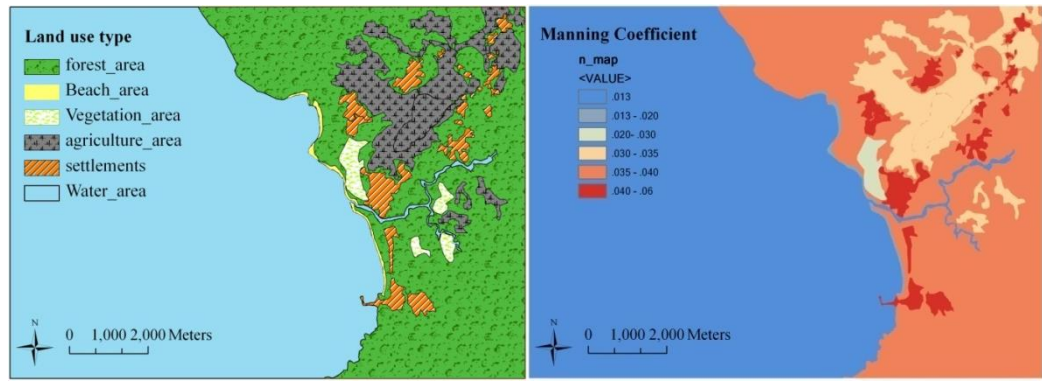 Land use type
forest_area
Beach_area
Vegetation_area
agriculture_area
settlements
Water_area
N
0 1,000 2,000 Meters
Manning Coefficient
n_map
<VALUE>
.013
.013 - .020
.020- .030
.030 - .035
.035 - .040
.040 - .06
N
0 1,000 2,000 Meters